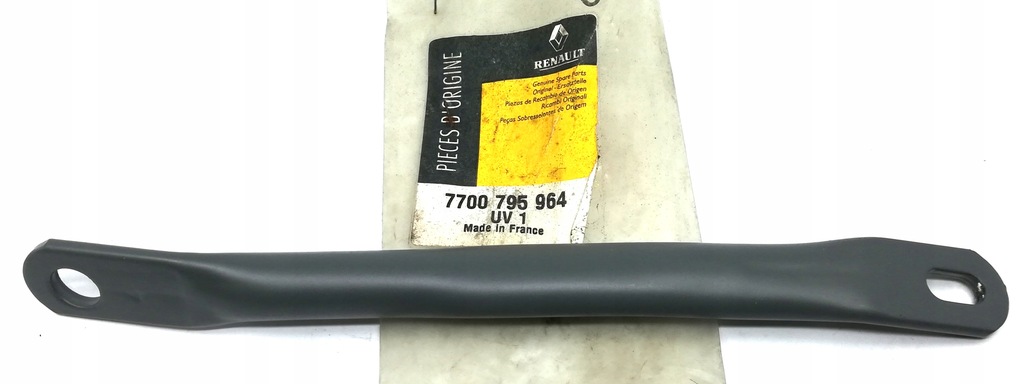 RENAULT
PIECES D'ORIGINE
Genuine Spare Parts
Original - Ersatzteile
Piezas de Recambio de Origen
Ricambi Originali
Peças Sobresselentes de Origem
7700 795 964
UV 1
Made in France